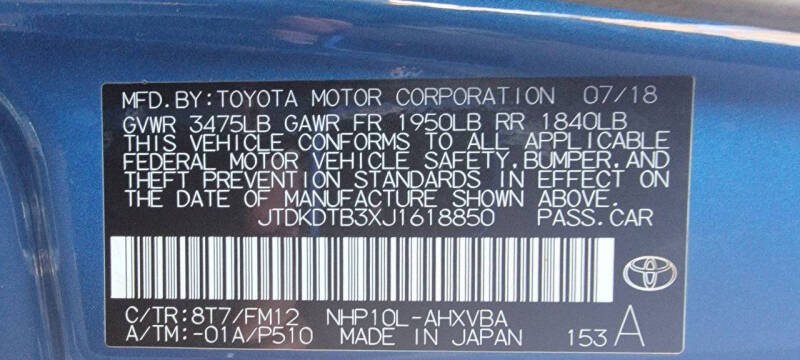 MFD.BY:TOYOTA MOTOR CORPORATION 07/18
GVWR 3475LB GAWR FR 1950LB RR 1840LB
THIS VEHICLE CONFORMS TO ALL APPLICABLE
FEDERAL MOTOR VEHICLE SAFETY,BUMPER,AND
THEFT PREVENTION STANDARDS IN EFFECT ON
THE DATE OF MANUFACTURE SHOWN ABOVE.
JTDKDTB3XJ1618850 PASS.CAR
C/TR:8T7/FM12 NHP10L-AHXVBA
A/TM:-01A/P510 MADE IN JAPAN 153 A